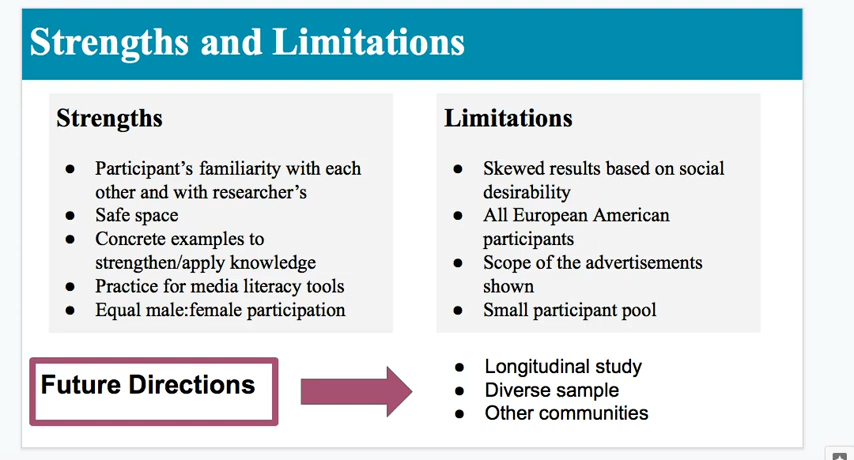 Strengths and Limitations
Strengths
● Participant’s familiarity with each
other and with researcher’s
● Safe space
● Concrete examples to
strengthen/apply knowledge
● Practice for media literacy tools
● Equal male:female participation
Limitations
● Skewed results based on social
desirability
● All European American
participants
● Scope of the advertisements
shown
● Small participant pool
Future Directions
● Longitudinal study
● Diverse sample
● Other communities